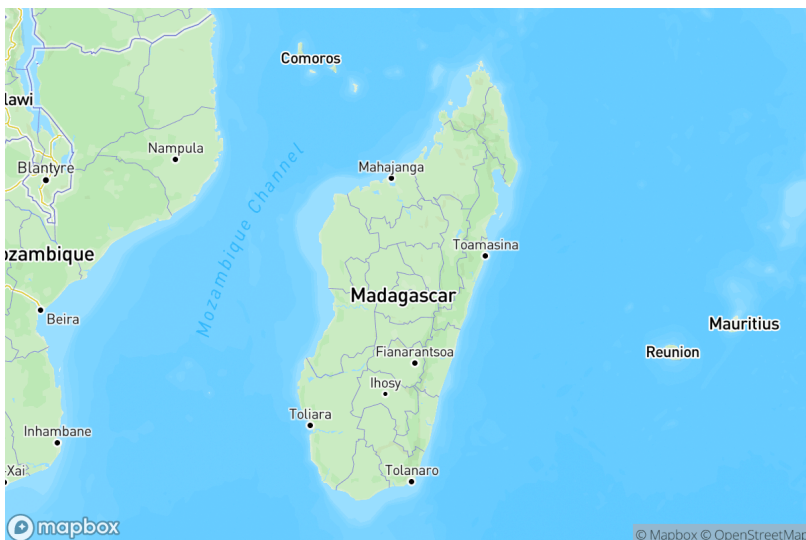 Comoros
lawi
Nampula
Blantyre
Mahajanga
Mozambique Channel
ozambique
Toamasina
Madagascar
Beira
Mauritius
Fianarantsoa
Reunion
Ihosy
Toliara
Inhambane
-Xai
Tolanaro
mapbox
© Mapbox © OpenStreetMap